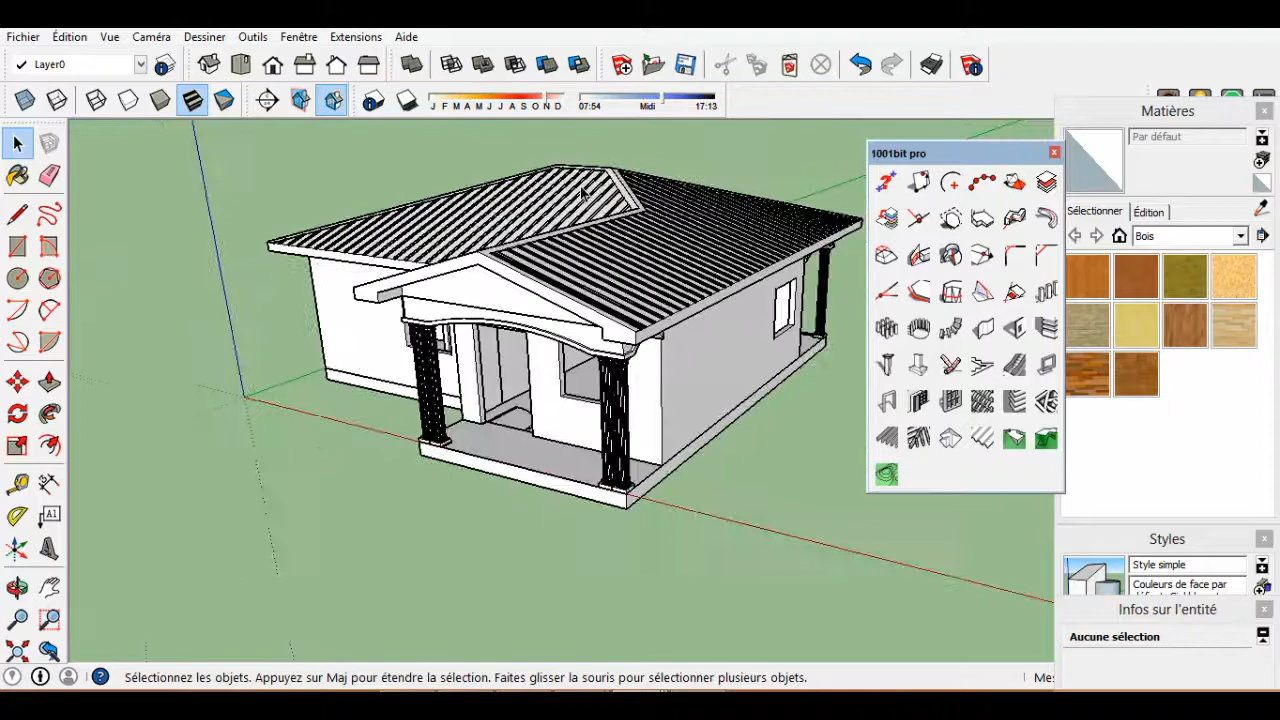 Fichier Édition Vue Caméra Dessiner Outils Fenêtre Extensions Aide
Layer0
J F M A M J J A S O N D
07:54 Midi 17:13
Matières
Par défaut
1001bit pro
Sélectionner Édition
Bois
A1
Styles
Style simple
Couleurs de face par
Infos sur l'entité
Aucune sélection
Sélectionnez les objets. Appuyez sur Maj pour étendre la sélection. Faites glisser la souris pour sélectionner plusieurs objets.
Mes